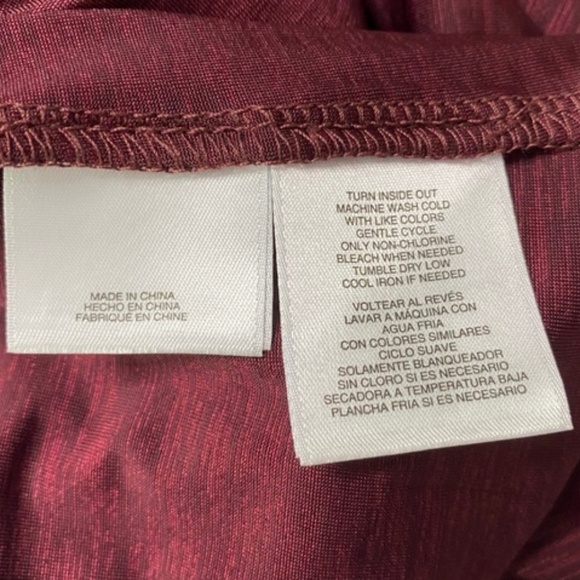 MADE IN CHINA
HECHO EN CHINA
FABRIQUÉ EN CHINE
TURN INSIDE OUT
MACHINE WASH COLD
WITH LIKE COLORS
GENTLE CYCLE
ONLY NON-CHLORINE
BLEACH WHEN NEEDED
TUMBLE DRY LOW
COOL IRON IF NEEDED
VOLTEAR AL REVÉS
LAVAR A MÁQUINA CON
AGUA FRIA
CON COLORES SIMILARES
CICLO SUAVE
SOLAMENTE BLANQUEADOR
SIN CLORO SI ES NECESARIO
SECADORA A TEMPERATURA BAJA
PLANCHA FRIA SI ES NECESARIO